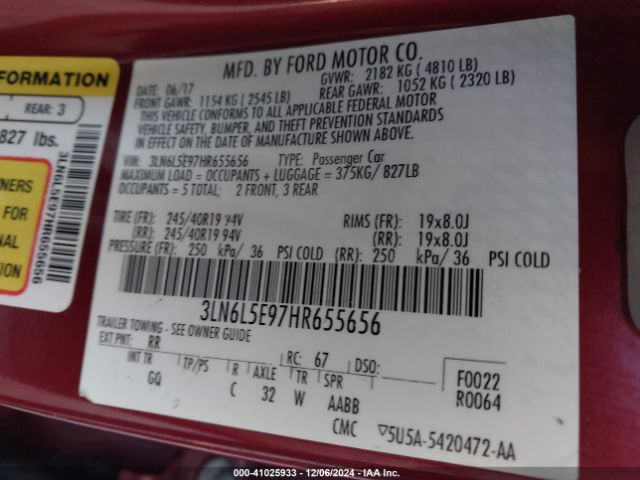 FORMATION
REAR: 3
827 lbs.
WNERS
FOR
NAL
TION
3LN6L5E97HR655656
MFD. BY FORD MOTOR CO.
DATE: 06/17
GVWR: 2182 KG ( 4810 LB)
FRONT GAWR: 1154 KG ( 2545 LB)
REAR GAWR: 1052 KG ( 2320 LB)
THIS VEHICLE CONFORMS TO ALL APPLICABLE FEDERAL MOTOR
VEHICLE SAFETY, BUMPER, AND THEFT PREVENTION STANDARDS
IN EFFECT ON THE DATE OF MANUFACTURE SHOWN ABOVE.
VIN: 3LN6L5E97HR655656 TYPE: Passenger Car
MAXIMUM LOAD = OCCUPANTS + LUGGAGE = 375KG/ 827LB
OCCUPANTS = 5 TOTAL; 2 FRONT, 3 REAR
TIRE (FR): 245/40R19 94V RIMS (FR): 19x8.0J
(RR): 245/40R19 94V (RR): 19x8.0J
PRESSURE (FR): 250 kPa/ 36 PSI COLD (RR): 250 kPa/ 36 PSI COLD
3LN6L5E97HR655656
TRAILER TOWING - SEE OWNER GUIDE
EXT PNT: RR RC: 67 DSO: F0022
INT TR TP/PS R AXLE TR SPR R0064
GQ C 32 W AABB
CMC ▽5U5A-5420472-AA
000-41025933 - 12/06/2024 - IAA Inc.